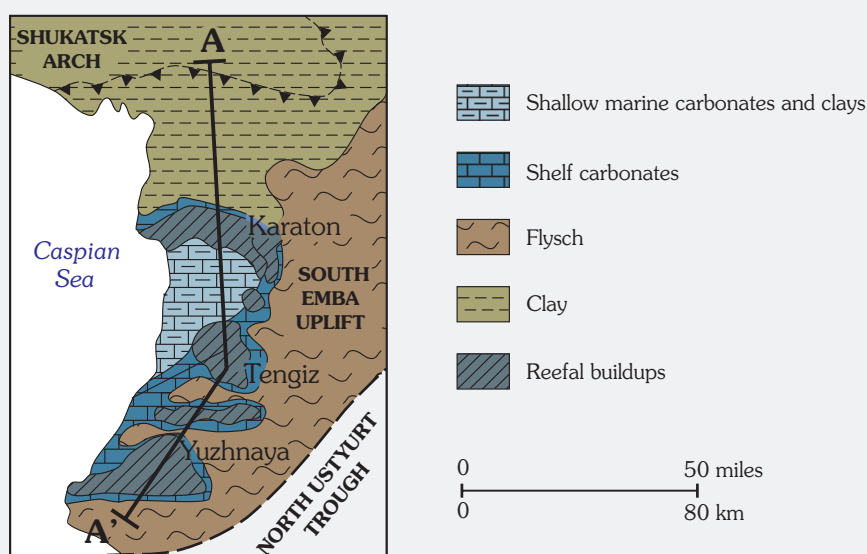 SHUKATSK
ARCH
A
Karaton
Caspian
Sea
SOUTH
EMBA
UPLIFT
Tengiz
Yuzhnaya
A'
NORTH USTYURT
TROUGH
Shallow marine carbonates and clays
Shelf carbonates
Flysch
Clay
Reefal buildups
0 50 miles
0 80 km